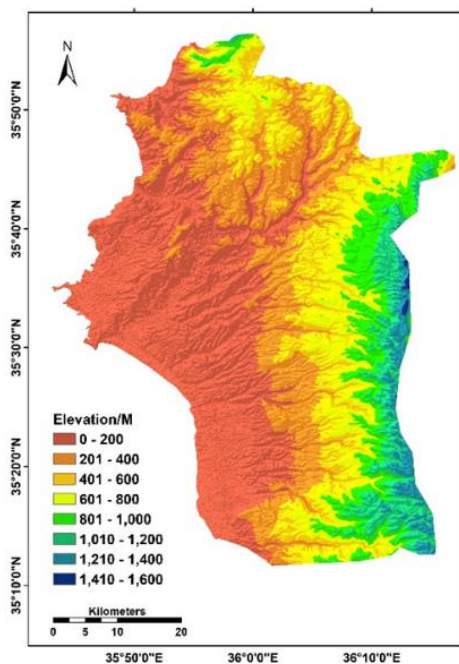 N
35°50'0"N
35°40'0"N
35°30'0"N
35°20'0"N
35°10'0"N
Elevation/M
0 - 200
201 - 400
401 - 600
601 - 800
801 - 1,000
1,010 - 1,200
1,210 - 1,400
1,410 - 1,600
Kilometers
0 5 10 20
35°50'0"E 36°0'0"E 36°10'0"E